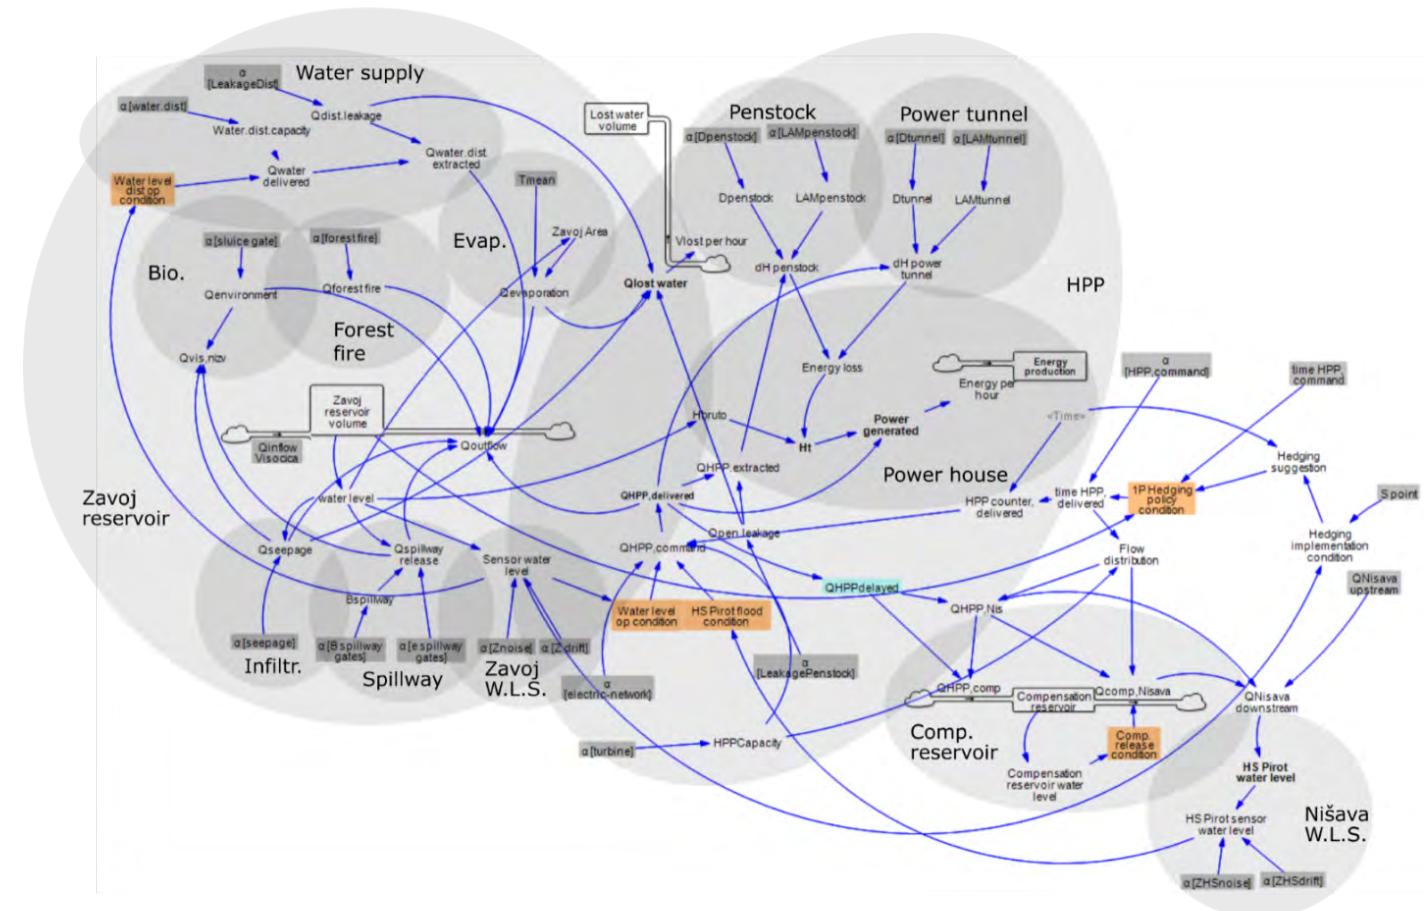 Water supply
α
[LeakageDist]
α[water.dist]
Qdist.leakage
Water.dist.capacity
Qwater.dist.
extracted
Qwater
delivered
Water level
dist op
condition
Lost water
volume
Penstock
Power tunnel
α[Dpenstock]
α[LAMpenstock]
α[Dtunnel]
α[LAMtunnel]
Tmean
Dpenstock
LAMpenstock
Dtunnel
LAMtunnel
Evap.
Zavoj Area
Vlost per hour
α[sluice gate]
α[forest fire]
Bio.
Qenvironment
Qforest fire
Qevaporation
Qlost water
dH penstock
dH power
tunnel
HPP
Forest
fire
Qvis,nizv
Energy loss
Energy
production
Energy per
hour
α
[HPP,command]
time HPP,
command
Zavoj
reservoir
volume
Hbruto
Power
generated
<Time>
Qinflow
Visocica
Qoutflow
Ht
Hedging
suggestion
QHPP.extracted
Power house
Zavoj
reservoir
water level
QHPP,delivered
HPP counter,
delivered
time HPP,
delivered
1P Hedging
policy
condition
S point
Qpen.leakage
Qseepage
Qspillway
release
Sensor water
level
QHPP,command
Flow
distribution
Hedging
implementation
condition
QNisava
upstream
Bspillway
QHPPdelayed
QHPP,Nis
Water level
op condition
HS Pirot flood
condition
α[seepage]
α[B spillway
gates]
α[e spillway
gates]
α[Znoise]
α[Zdrift]
Infiltr.
Spillway
Zavoj
W.L.S.
α
[electric-network]
α
[LeakagePenstock]
QHPP,comp
Compensation
reservoir
Qcomp,Nisava
QNisava
downstream
α[turbine]
HPPCapacity
Comp.
reservoir
Comp.
release
condition
Compensation
reservoir water
level
HS Pirot
water level
HS Pirot sensor
water level
Nišava
W.L.S.
α[ZHSnoise]
α[ZHSdrift]